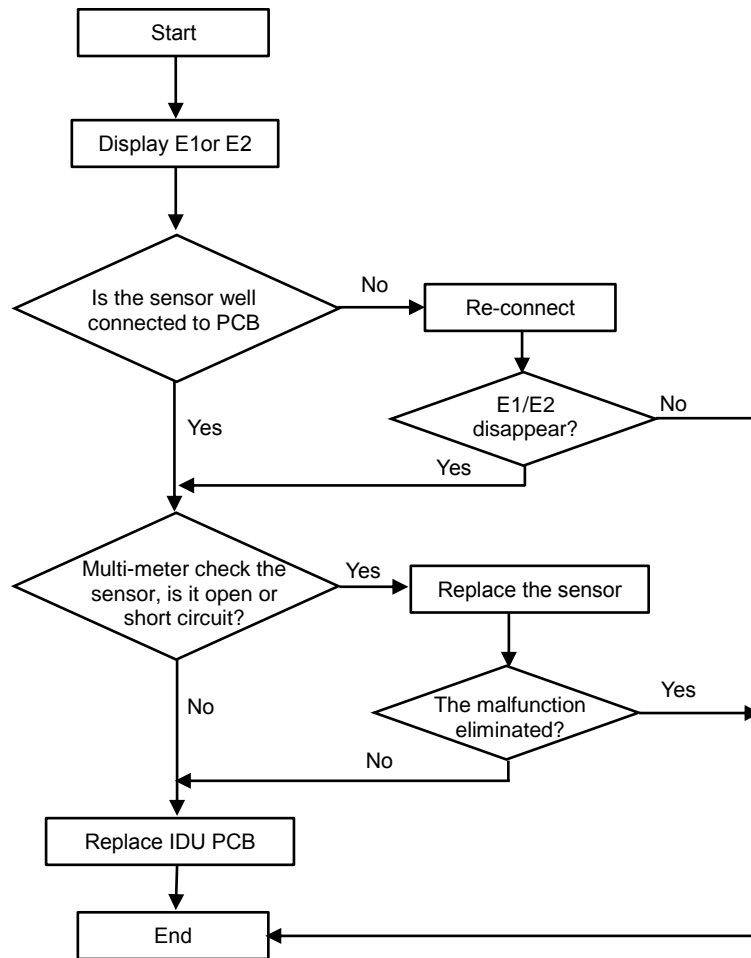 Start
Display E1or E2
Is the sensor well
connected to PCB
No
Re-connect
E1/E2
disappear?
No
Yes
Yes
Multi-meter check the
sensor, is it open or
short circuit?
Yes
Replace the sensor
The malfunction
eliminated?
Yes
No
No
Replace IDU PCB
End